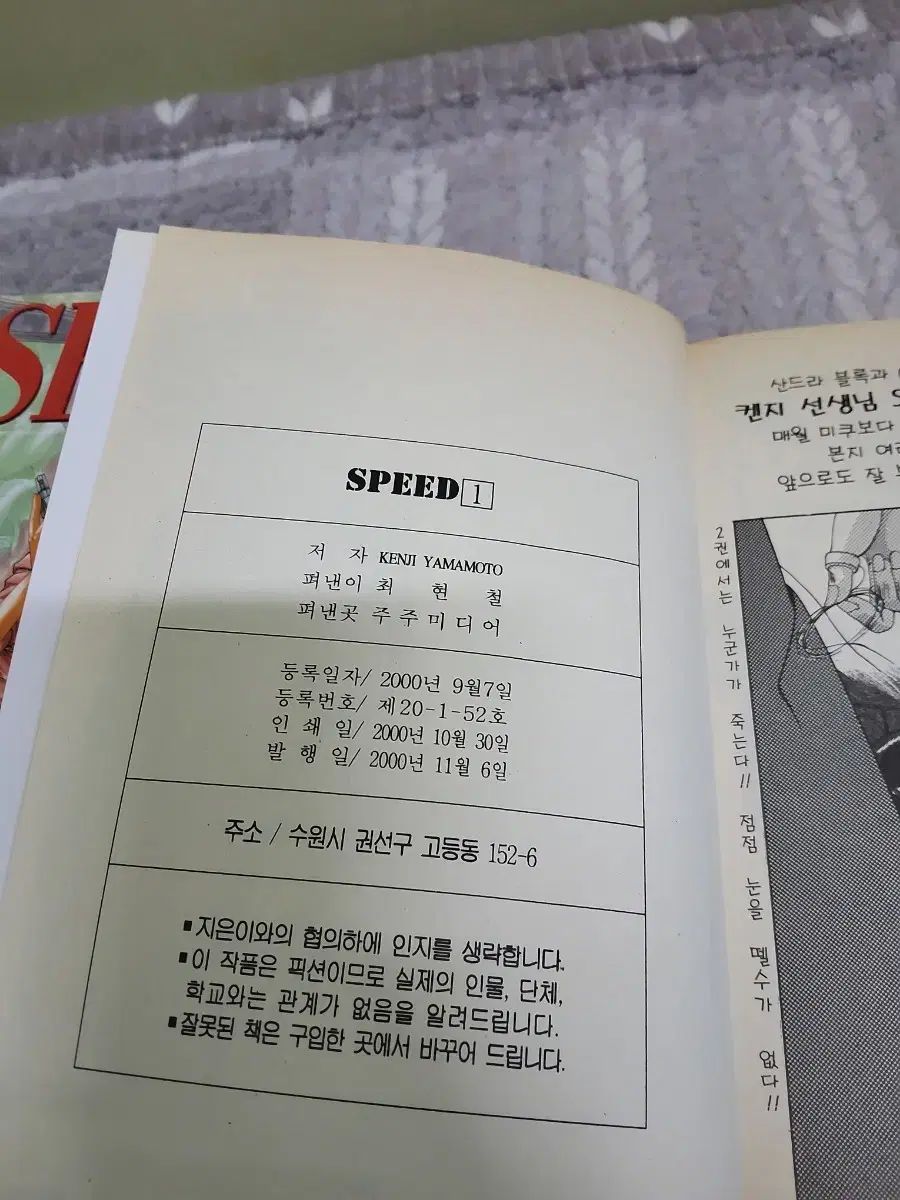 SPEED 1
저 자 KENJI YAMAMOTO
펴낸이 최 현 철
펴낸곳 주주미디어
등록일자/ 2000년 9월7일
등록번호/ 제20-1-52호
인 쇄 일/ 2000년 10월 30일
발 행 일/ 2000년 11월 6일
주소 / 수원시 권선구 고등동 152-6
▪지은이와의 협의하에 인지를 생략합니다.
▪이 작품은 픽션이므로 실제의 인물, 단체,
학교와는 관계가 없음을 알려드립니다.
▪잘못된 책은 구입한 곳에서 바꾸어 드립니다.
산드라 블록과
켄지 선생님
매월 미쿠보다
본지
앞으로도 잘
2권에서는 누군가가 죽는다!! 점점 눈을 뗄수가 없다!!